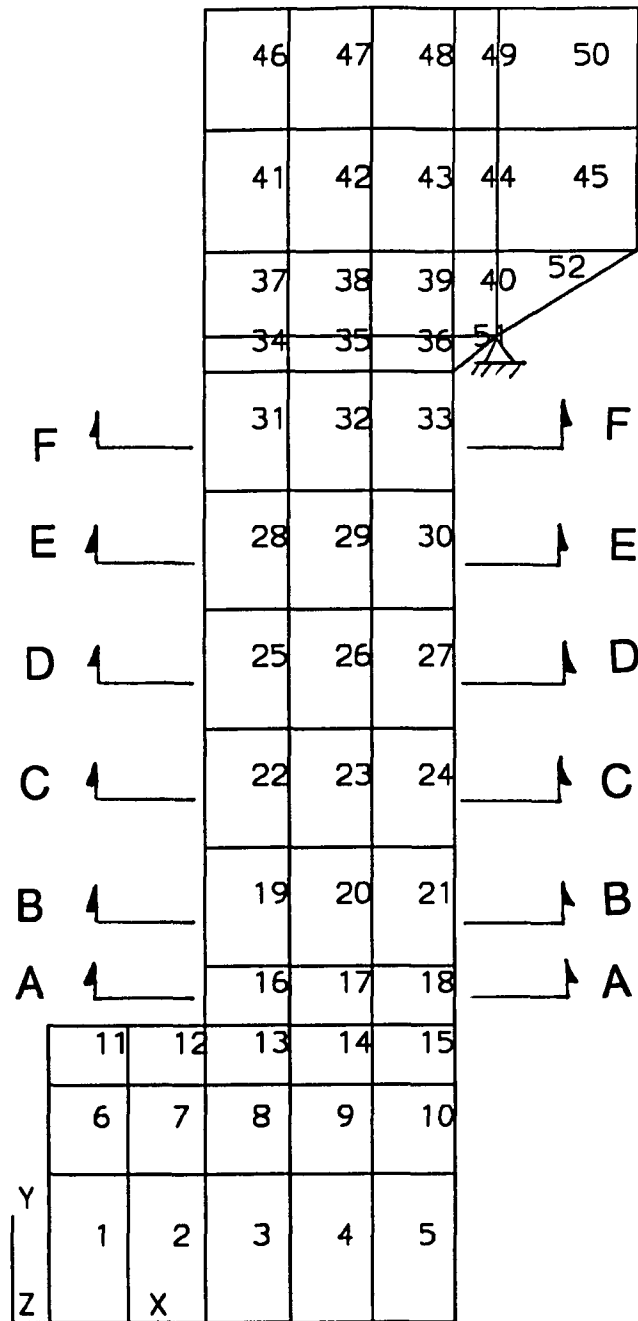 46 47 48 49 50
41 42 43 44 45
52
37 38 39 40
34 35 36 51
F 31 32 33 F
E 28 29 30 E
D 25 26 27 D
C 22 23 24 C
B 19 20 21 B
A 16 17 18 A
11 12 13 14 15
6 7 8 9 10
Y
1 2 3 4 5
Z X